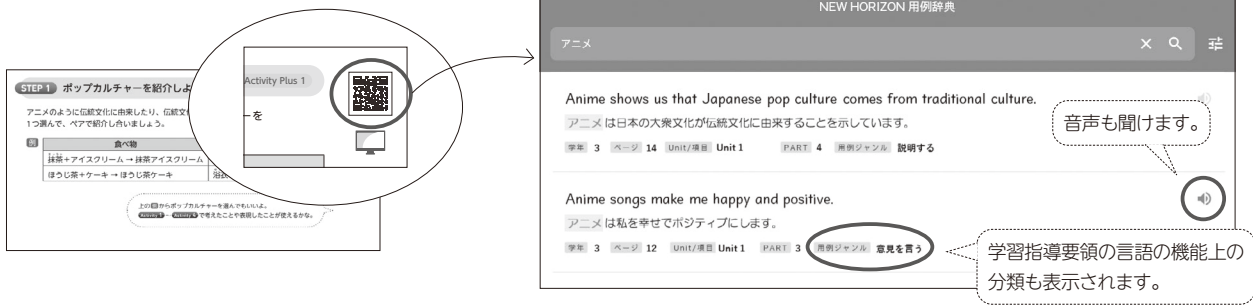 STEP 1 ポップカルチャーを紹介しよ
アニメのように伝統文化に由来したり、伝統文
1つ選んで、ペアで紹介し合いましょう。
例 食べ物
抹茶+アイスクリーム → 抹茶アイスクリーム
ほうじ茶+ケーキ → ほうじ茶ケーキ 浴衣
上の例からポップカルチャーを選んでもいいよ。
で考えたことや表現したことが使えるかな。
Activity Plus 1
ーを
NEW HORIZON 用例辞典
アニメ
Anime shows us that Japanese pop culture comes from traditional culture.
アニメ は日本の大衆文化が伝統文化に由来することを示しています。
学年 3 ページ 14 Unit/項目 Unit 1 PART 4 用例ジャンル 説明する
音声も聞けます。
Anime songs make me happy and positive.
アニメ は私を幸せでポジティブにします。
学年 3 ページ 12 Unit/項目 Unit 1 PART 3 用例ジャンル 意見を言う
学習指導要領の言語の機能上の
分類も表示されます。